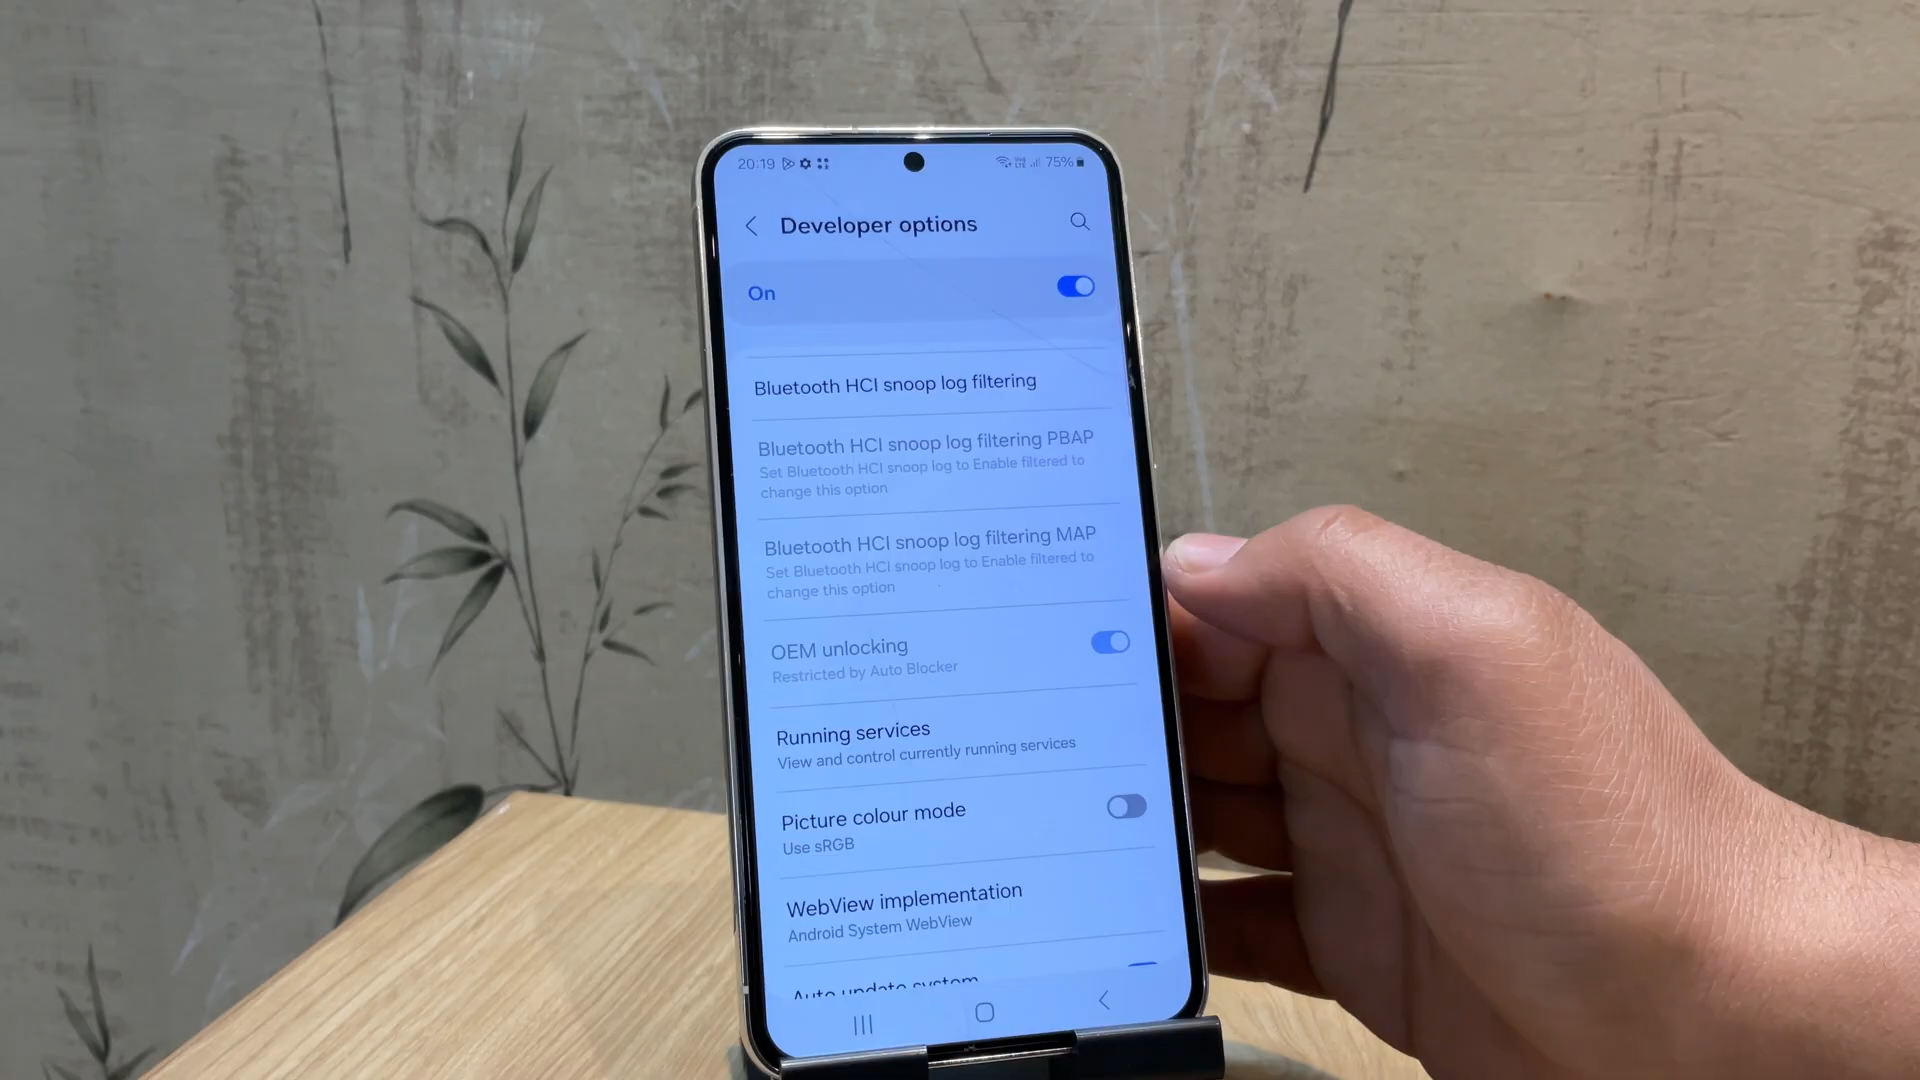 20:19
75%
Developer options
On
Bluetooth HCI snoop log filtering
Bluetooth HCI snoop log filtering PBAP
Set Bluetooth HCI snoop log to Enable filtered to
change this option
Bluetooth HCI snoop log filtering MAP
Set Bluetooth HCI snoop log to Enable filtered to
change this option
OEM unlocking
Restricted by Auto Blocker
Running services
View and control currently running services
Picture colour mode
Use sRGB
WebView implementation
Android System WebView
Auto update system